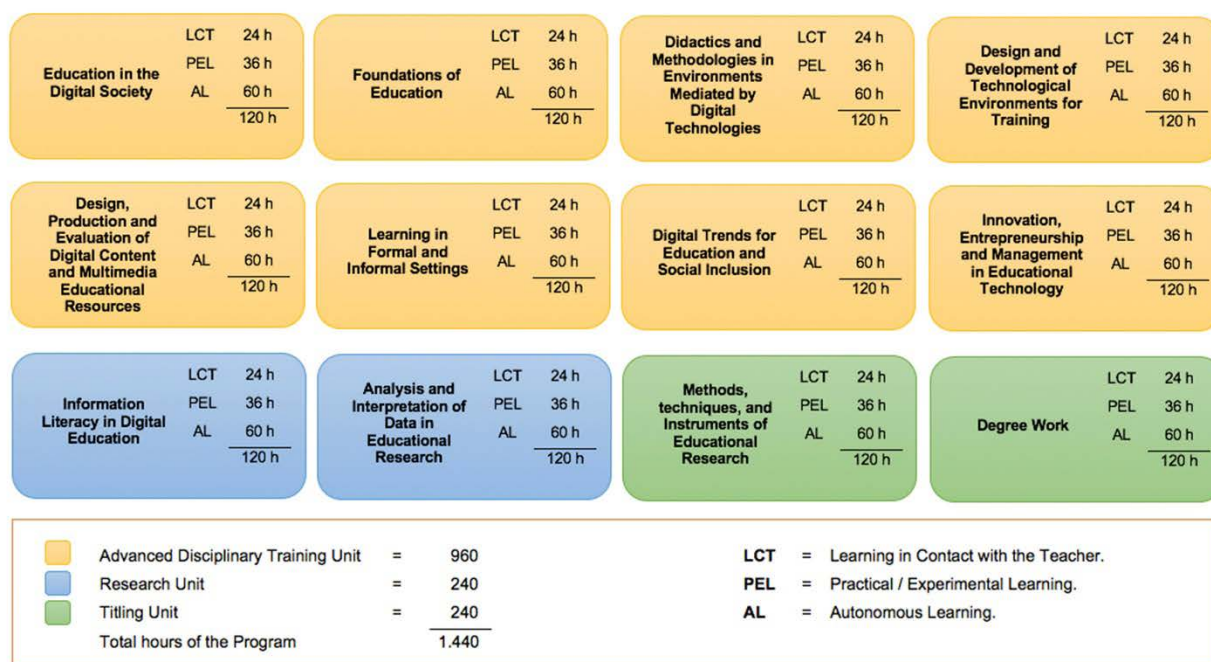 Education in the
Digital Society
LCT 24 h
PEL 36 h
AL 60 h
120 h
Foundations of
Education
LCT 24 h
PEL 36 h
AL 60 h
120 h
Didactics and
Methodologies in
Environments
Mediated by
Digital
Technologies
LCT 24 h
PEL 36 h
AL 60 h
120 h
Design and
Development of
Technological
Environments for
Training
LCT 24 h
PEL 36 h
AL 60 h
120 h
Design,
Production and
Evaluation of
Digital Content
and Multimedia
Educational
Resources
LCT 24 h
PEL 36 h
AL 60 h
120 h
Learning in
Formal and
Informal Settings
LCT 24 h
PEL 36 h
AL 60 h
120 h
Digital Trends for
Education and
Social Inclusion
LCT 24 h
PEL 36 h
AL 60 h
120 h
Innovation,
Entrepreneurship
and Management
in Educational
Technology
LCT 24 h
PEL 36 h
AL 60 h
120 h
Information
Literacy in Digital
Education
LCT 24 h
PEL 36 h
AL 60 h
120 h
Analysis and
Interpretation of
Data in
Educational
Research
LCT 24 h
PEL 36 h
AL 60 h
120 h
Methods,
techniques, and
Instruments of
Educational
Research
LCT 24 h
PEL 36 h
AL 60 h
120 h
Degree Work
LCT 24 h
PEL 36 h
AL 60 h
120 h
Advanced Disciplinary Training Unit = 960
Research Unit = 240
Titling Unit = 240
Total hours of the Program 1.440
LCT = Learning in Contact with the Teacher.
PEL = Practical / Experimental Learning.
AL = Autonomous Learning.